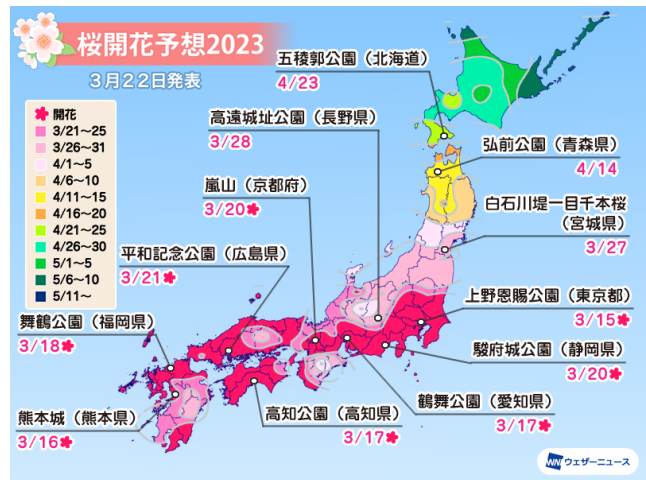 桜開花予想2023
3月22日発表
開花
3/21～25
3/26～31
4/1～5
4/6～10
4/11～15
4/16～20
4/21～25
4/26～30
5/1～5
5/6～10
5/11～
五稜郭公園（北海道）
4/23
高遠城址公園（長野県）
3/28
弘前公園（青森県）
4/14
嵐山（京都府）
3/20
白石川堤一目千本桜
（宮城県）
3/27
平和記念公園（広島県）
3/21
上野恩賜公園（東京都）
3/15
舞鶴公園（福岡県）
3/18
駿府城公園（静岡県）
3/20
鶴舞公園（愛知県）
3/17
高知公園（高知県）
3/17
熊本城（熊本県）
3/16
WN ウェザーニュース